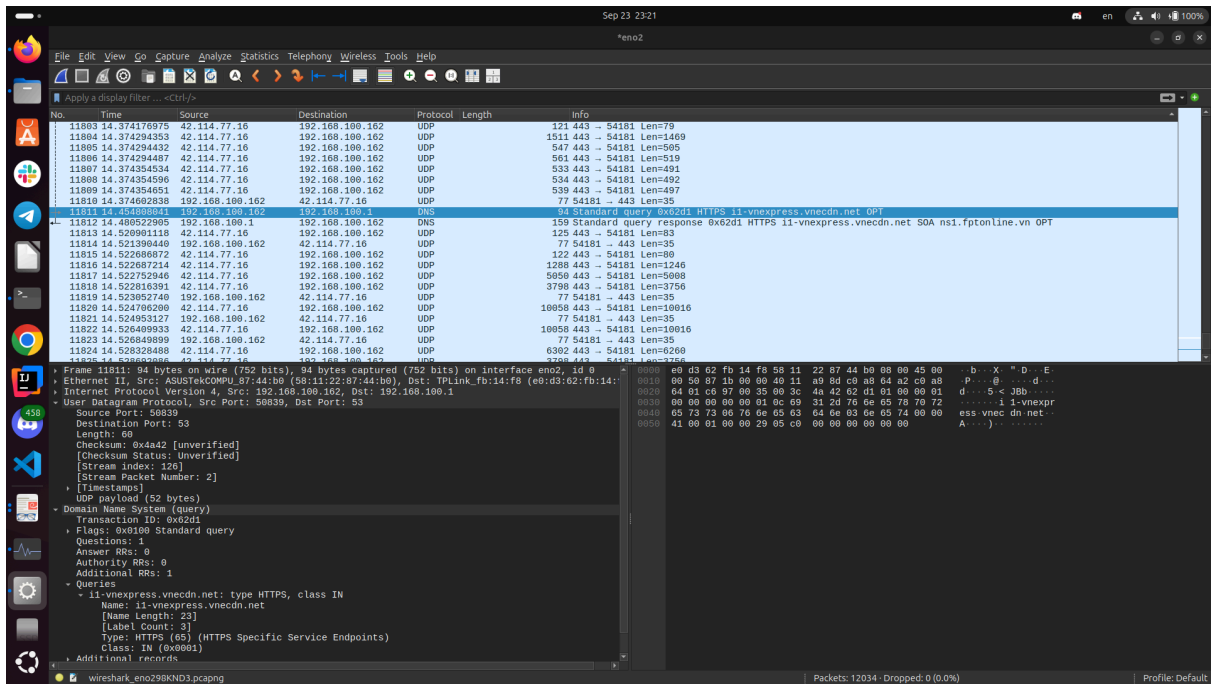 Sep 23 23:21
en
100%
*eno2
File Edit View Go Capture Analyze Statistics Telephony Wireless Tools Help
Apply a display filter ... <Ctrl-/>
No. Time Source Destination Protocol Length Info
11803 14.374176975 42.114.77.16 192.168.100.162 UDP 121 443 → 54181 Len=79
11804 14.374294353 42.114.77.16 192.168.100.162 UDP 1511 443 → 54181 Len=1469
11805 14.374294432 42.114.77.16 192.168.100.162 UDP 547 443 → 54181 Len=505
11806 14.374294487 42.114.77.16 192.168.100.162 UDP 561 443 → 54181 Len=519
11807 14.374354534 42.114.77.16 192.168.100.162 UDP 533 443 → 54181 Len=491
11808 14.374354596 42.114.77.16 192.168.100.162 UDP 534 443 → 54181 Len=492
11809 14.374354651 42.114.77.16 192.168.100.162 UDP 539 443 → 54181 Len=497
11810 14.374602838 192.168.100.162 42.114.77.16 UDP 77 54181 → 443 Len=35
11811 14.454808041 192.168.100.162 192.168.100.1 DNS 94 Standard query 0x62d1 HTTPS i1-vnexpress.vnecdn.net OPT
11812 14.480522905 192.168.100.1 192.168.100.162 DNS 159 Standard query response 0x62d1 HTTPS i1-vnexpress.vnecdn.net SOA ns1.fptonline.vn OPT
11813 14.520901118 42.114.77.16 192.168.100.162 UDP 125 443 → 54181 Len=83
11814 14.521390440 192.168.100.162 42.114.77.16 UDP 77 54181 → 443 Len=35
11815 14.522686872 42.114.77.16 192.168.100.162 UDP 122 443 → 54181 Len=80
11816 14.522687214 42.114.77.16 192.168.100.162 UDP 1288 443 → 54181 Len=1246
11817 14.522752946 42.114.77.16 192.168.100.162 UDP 5050 443 → 54181 Len=5008
11818 14.522816391 42.114.77.16 192.168.100.162 UDP 3798 443 → 54181 Len=3756
11819 14.523052740 192.168.100.162 42.114.77.16 UDP 77 54181 → 443 Len=35
11820 14.524706200 42.114.77.16 192.168.100.162 UDP 10058 443 → 54181 Len=10016
11821 14.524953127 192.168.100.162 42.114.77.16 UDP 77 54181 → 443 Len=35
11822 14.526409933 42.114.77.16 192.168.100.162 UDP 10058 443 → 54181 Len=10016
11823 14.526849899 192.168.100.162 42.114.77.16 UDP 77 54181 → 443 Len=35
11824 14.528328488 42.114.77.16 192.168.100.162 UDP 6302 443 → 54181 Len=6260
42.114.77.16 192.168.100.162 UDP 3798 443 → 54181 Len=3756
Frame 11811: 94 bytes on wire (752 bits), 94 bytes captured (752 bits) on interface eno2, id 0
Ethernet II, Src: ASUSTekCOMPU_87:44:b0 (58:11:22:87:44:b0), Dst: TPLink_fb:14:f8 (e0:d3:62:fb:14:
Internet Protocol Version 4, Src: 192.168.100.162, Dst: 192.168.100.1
User Datagram Protocol, Src Port: 50839, Dst Port: 53
Source Port: 50839
Destination Port: 53
Length: 60
Checksum: 0x4a42 [unverified]
[Checksum Status: Unverified]
[Stream index: 126]
[Stream Packet Number: 2]
[Timestamps]
UDP payload (52 bytes)
Domain Name System (query)
Transaction ID: 0x62d1
Flags: 0x0100 Standard query
Questions: 1
Answer RRs: 0
Authority RRs: 0
Additional RRs: 1
Queries
i1-vnexpress.vnecdn.net: type HTTPS, class IN
Name: i1-vnexpress.vnecdn.net
[Name Length: 23]
[Label Count: 3]
Type: HTTPS (65) (HTTPS Specific Service Endpoints)
Class: IN (0x0001)
Additional records
0000 e0 d3 62 fb 14 f8 58 11 22 87 44 b0 08 00 45 00 ··b···X· "·D···E·
0010 00 50 87 1b 00 00 40 11 a9 8d c0 a8 64 a2 c0 a8 ·P····@· ····d···
0020 64 01 c6 97 00 35 00 3c 4a 42 62 d1 01 00 00 01 d····5·< JBb·····
0030 00 00 00 00 00 01 0c 69 31 2d 76 6e 65 78 70 72 ·······i 1-vnexpr
0040 65 73 73 06 76 6e 65 63 64 6e 03 6e 65 74 00 00 ess·vnec dn·net··
0050 41 00 01 00 00 29 05 c0 00 00 00 00 00 00 A····)·· ······
458
wireshark_eno298KND3.pcapng
Packets: 12034 · Dropped: 0 (0.0%)
Profile: Default